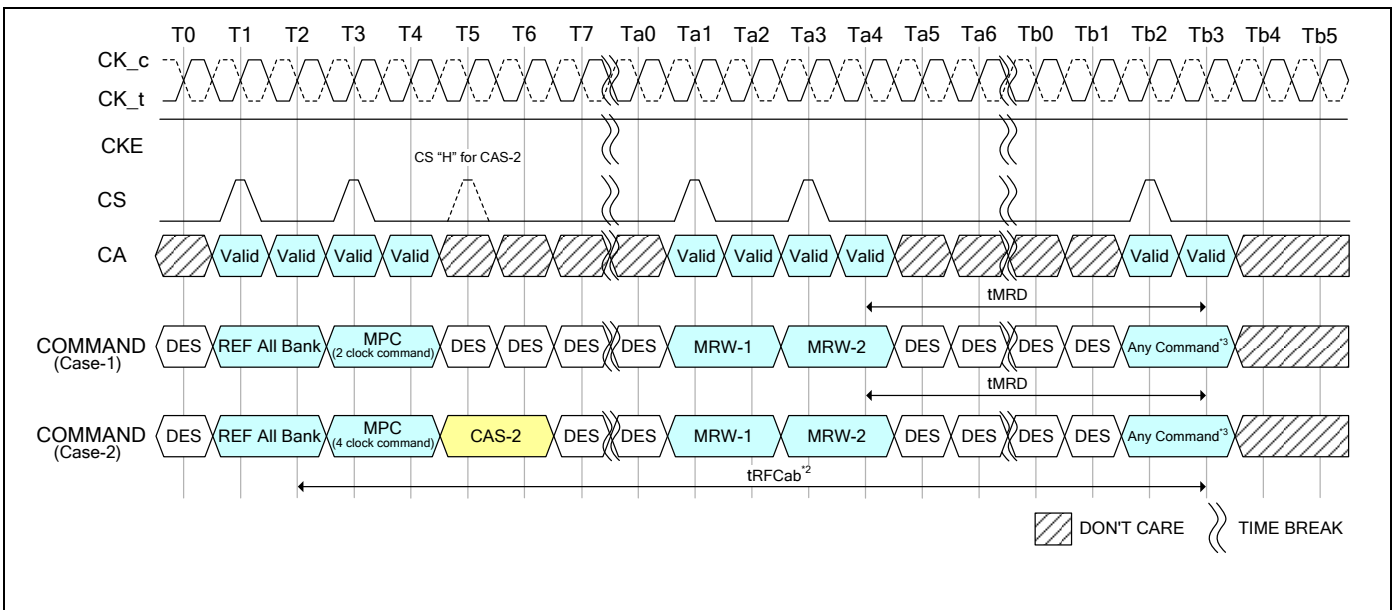 T0 T1 T2 T3 T4 T5 T6 T7 Ta0 Ta1 Ta2 Ta3 Ta4 Ta5 Ta6 Tb0 Tb1 Tb2 Tb3 Tb4 Tb5
CK_c
CK_t
CKE
CS "H" for CAS-2
CS
CA Valid Valid Valid Valid Valid Valid Valid Valid Valid Valid
tMRD
COMMAND (Case-1) DES REF All Bank MPC (2 clock command) DES DES DES DES MRW-1 MRW-2 DES DES DES DES Any Command*3
tMRD
COMMAND (Case-2) DES REF All Bank MPC (4 clock command) CAS-2 DES DES MRW-1 MRW-2 DES DES DES DES Any Command*3
tRFCab*2
DON'T CARE TIME BREAK